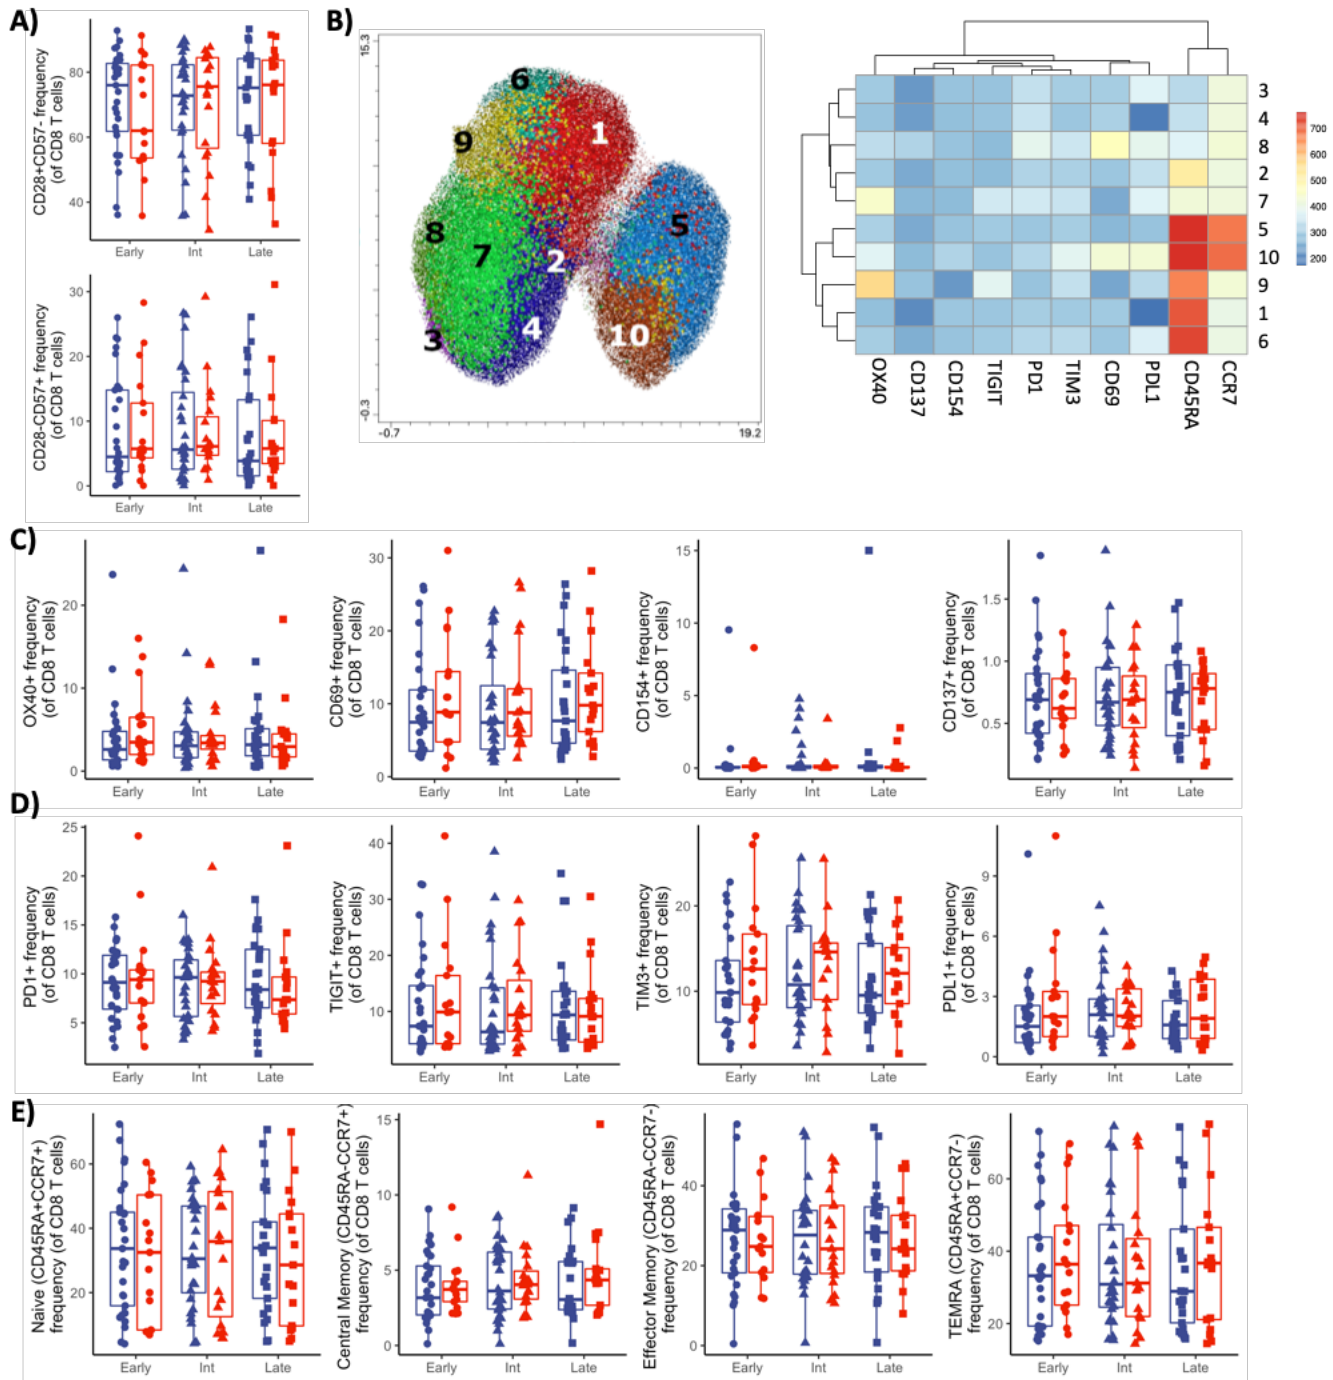 A)
CD28+CD57- frequency
(of CD8 T cells)
80
60
40
Early Int Late
CD28-CD57+ frequency
(of CD8 T cells)
30
20
10
0
Early Int Late
B)
15.3
-0.3
-0.7
19.2
6
1
9
5
8
7
2
4
10
3
3
4
8
2
7
5
10
9
1
6
OX40
CD137
CD154
TIGIT
PD1
TIM3
CD69
PDL1
CD45RA
CCR7
700
600
500
400
300
200
C)
OX40+ frequency
(of CD8 T cells)
20
10
0
Early Int Late
CD69+ frequency
(of CD8 T cells)
30
20
10
0
Early Int Late
CD154+ frequency
(of CD8 T cells)
15
10
5
0
Early Int Late
CD137+ frequency
(of CD8 T cells)
1.5
1.0
0.5
Early Int Late
D)
PD1+ frequency
(of CD8 T cells)
25
20
15
10
5
Early Int Late
TIGIT+ frequency
(of CD8 T cells)
40
30
20
10
Early Int Late
TIM3+ frequency
(of CD8 T cells)
20
10
Early Int Late
PDL1+ frequency
(of CD8 T cells)
9
6
3
0
Early Int Late
E)
Naive (CD45RA+CCR7+)
frequency (of CD8 T cells)
60
40
20
Early Int Late
Central Memory (CD45RA-CCR7+)
frequency (of CD8 T cells)
15
10
5
0
Early Int Late
Effector Memory (CD45RA-CCR7-)
frequency (of CD8 T cells)
40
20
0
Early Int Late
TEMRA (CD45RA+CCR7-)
frequency (of CD8 T cells)
60
40
20
Early Int Late